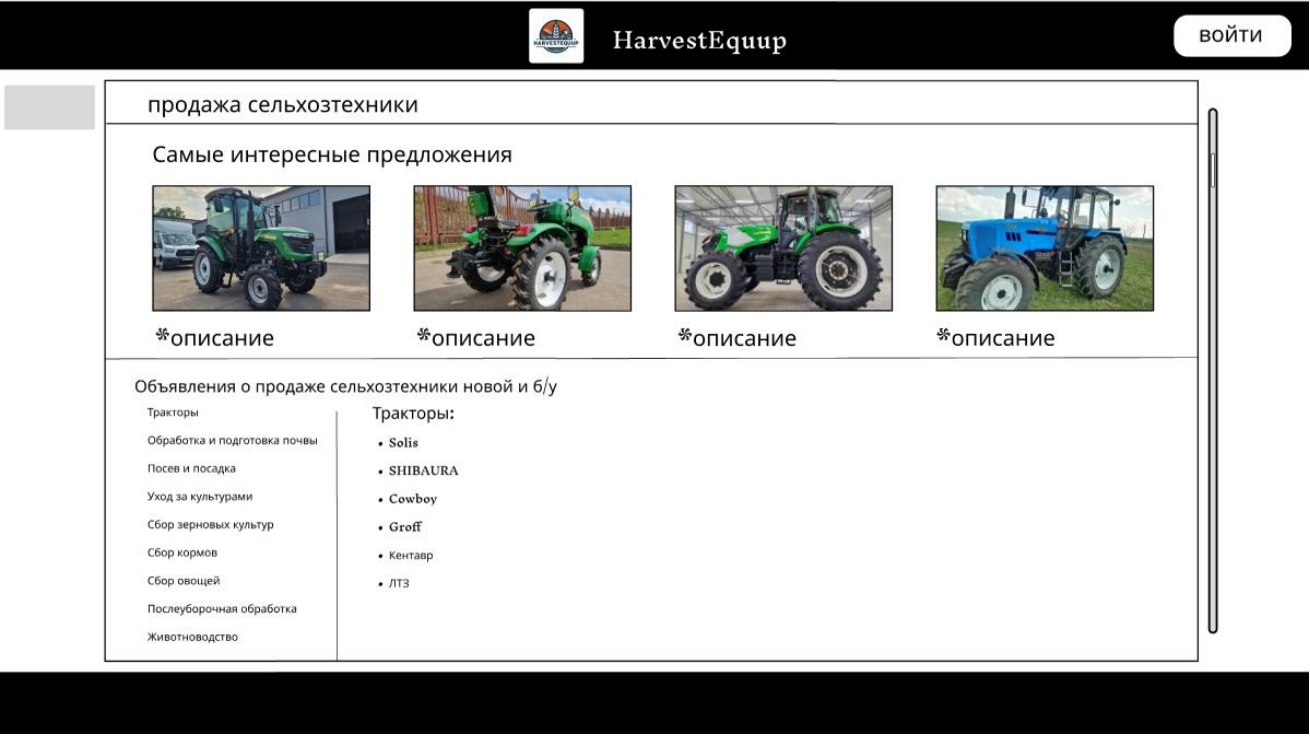 HARVESTEQUUP
HarvestEquup
войти
продажа сельхозтехники
Самые интересные предложения
*описание
*описание
*описание
*описание
Объявления о продаже сельхозтехники новой и б/у
Тракторы
Обработка и подготовка почвы
Посев и посадка
Уход за культурами
Сбор зерновых культур
Сбор кормов
Сбор овощей
Послеуборочная обработка
Животноводство
Тракторы:
• Solis
• SHIBAURA
• Cowboy
• Groff
• Кентавр
• ЛТЗ